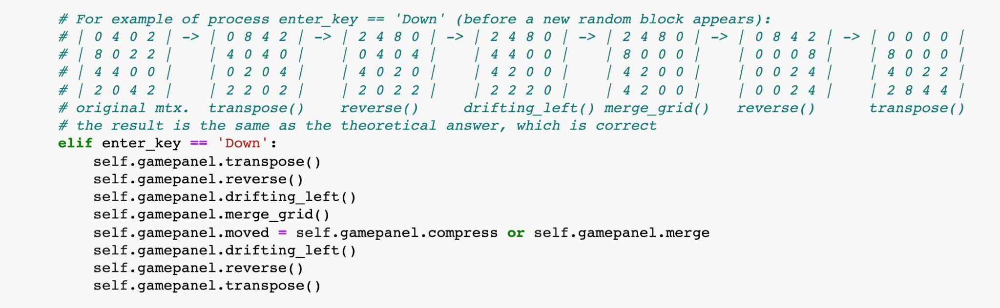 # For example of process enter_key == 'Down' (before a new random block appears):
# | 0 4 0 2 | -> | 0 8 4 2 | -> | 2 4 8 0 | -> | 2 4 8 0 | -> | 2 4 8 0 | -> | 0 8 4 2 | -> | 0 0 0 0 |
# | 8 0 2 2 |    | 4 0 4 0 |    | 0 4 0 4 |    | 4 4 0 0 |    | 8 0 0 0 |    | 0 0 0 8 |    | 8 0 0 0 |
# | 4 4 0 0 |    | 0 2 0 4 |    | 4 0 2 0 |    | 4 2 0 0 |    | 4 2 0 0 |    | 0 0 2 4 |    | 4 0 2 2 |
# | 2 0 4 2 |    | 2 2 0 2 |    | 2 0 2 2 |    | 2 2 2 0 |    | 4 2 0 0 |    | 0 0 2 4 |    | 2 8 4 4 |
# original mtx.  transpose()    reverse()     drifting_left() merge_grid()   reverse()      transpose()
# the result is the same as the theoretical answer, which is correct
elif enter_key == 'Down':
    self.gamepanel.transpose()
    self.gamepanel.reverse()
    self.gamepanel.drifting_left()
    self.gamepanel.merge_grid()
    self.gamepanel.moved = self.gamepanel.compress or self.gamepanel.merge
    self.gamepanel.drifting_left()
    self.gamepanel.reverse()
    self.gamepanel.transpose()